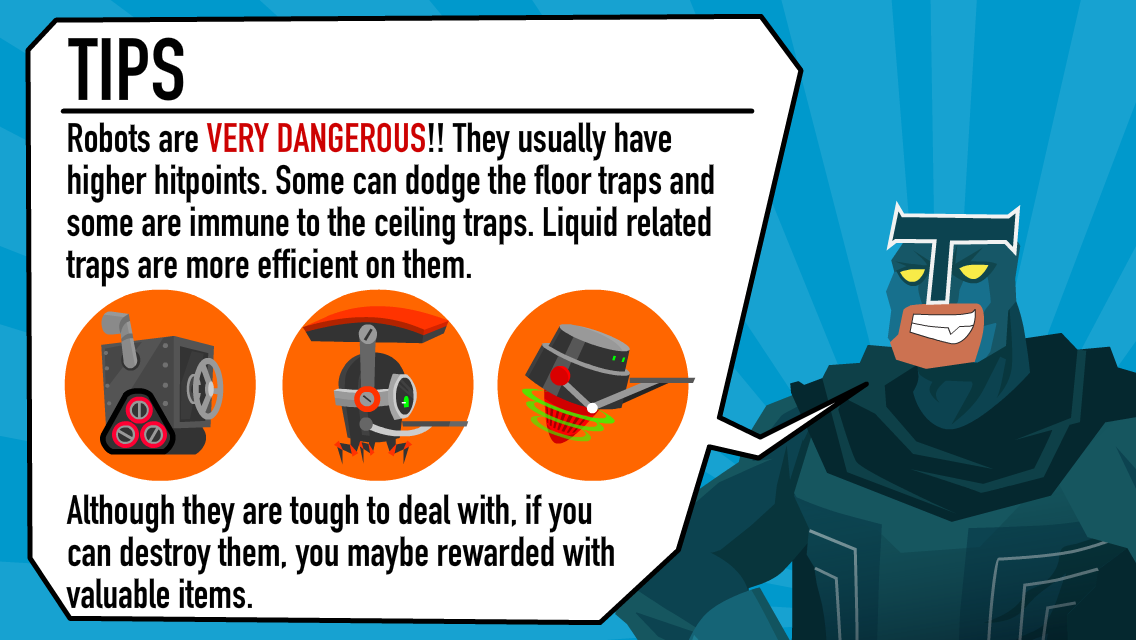 TIPS
Robots are VERY DANGEROUS!! They usually have
higher hitpoints. Some can dodge the floor traps and
some are immune to the ceiling traps. Liquid related
traps are more efficient on them.
Although they are tough to deal with, if you
can destroy them, you maybe rewarded with
valuable items.